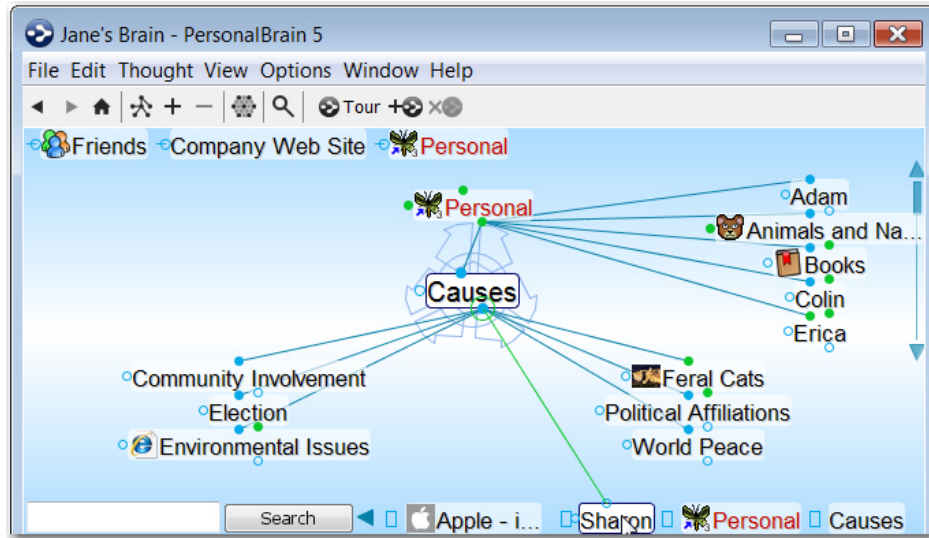 Jane's Brain - PersonalBrain 5
File Edit Thought View Options Window Help
Tour
Friends Company Web Site Personal
Personal
Adam
Animals and Na...
Books
Colin
Erica
Causes
Community Involvement
Election
Environmental Issues
Feral Cats
Political Affiliations
World Peace
Search Apple - i... Sharon Personal Causes